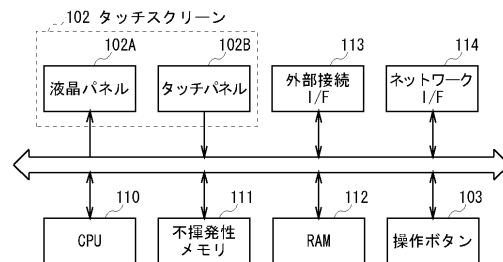 102 タッチスクリーン
102A
102B
113
114
液晶パネル
タッチパネル
外部接続
I/F
ネットワーク
I/F
110
111
112
103
CPU
不揮発性
メモリ
RAM
操作ボタン